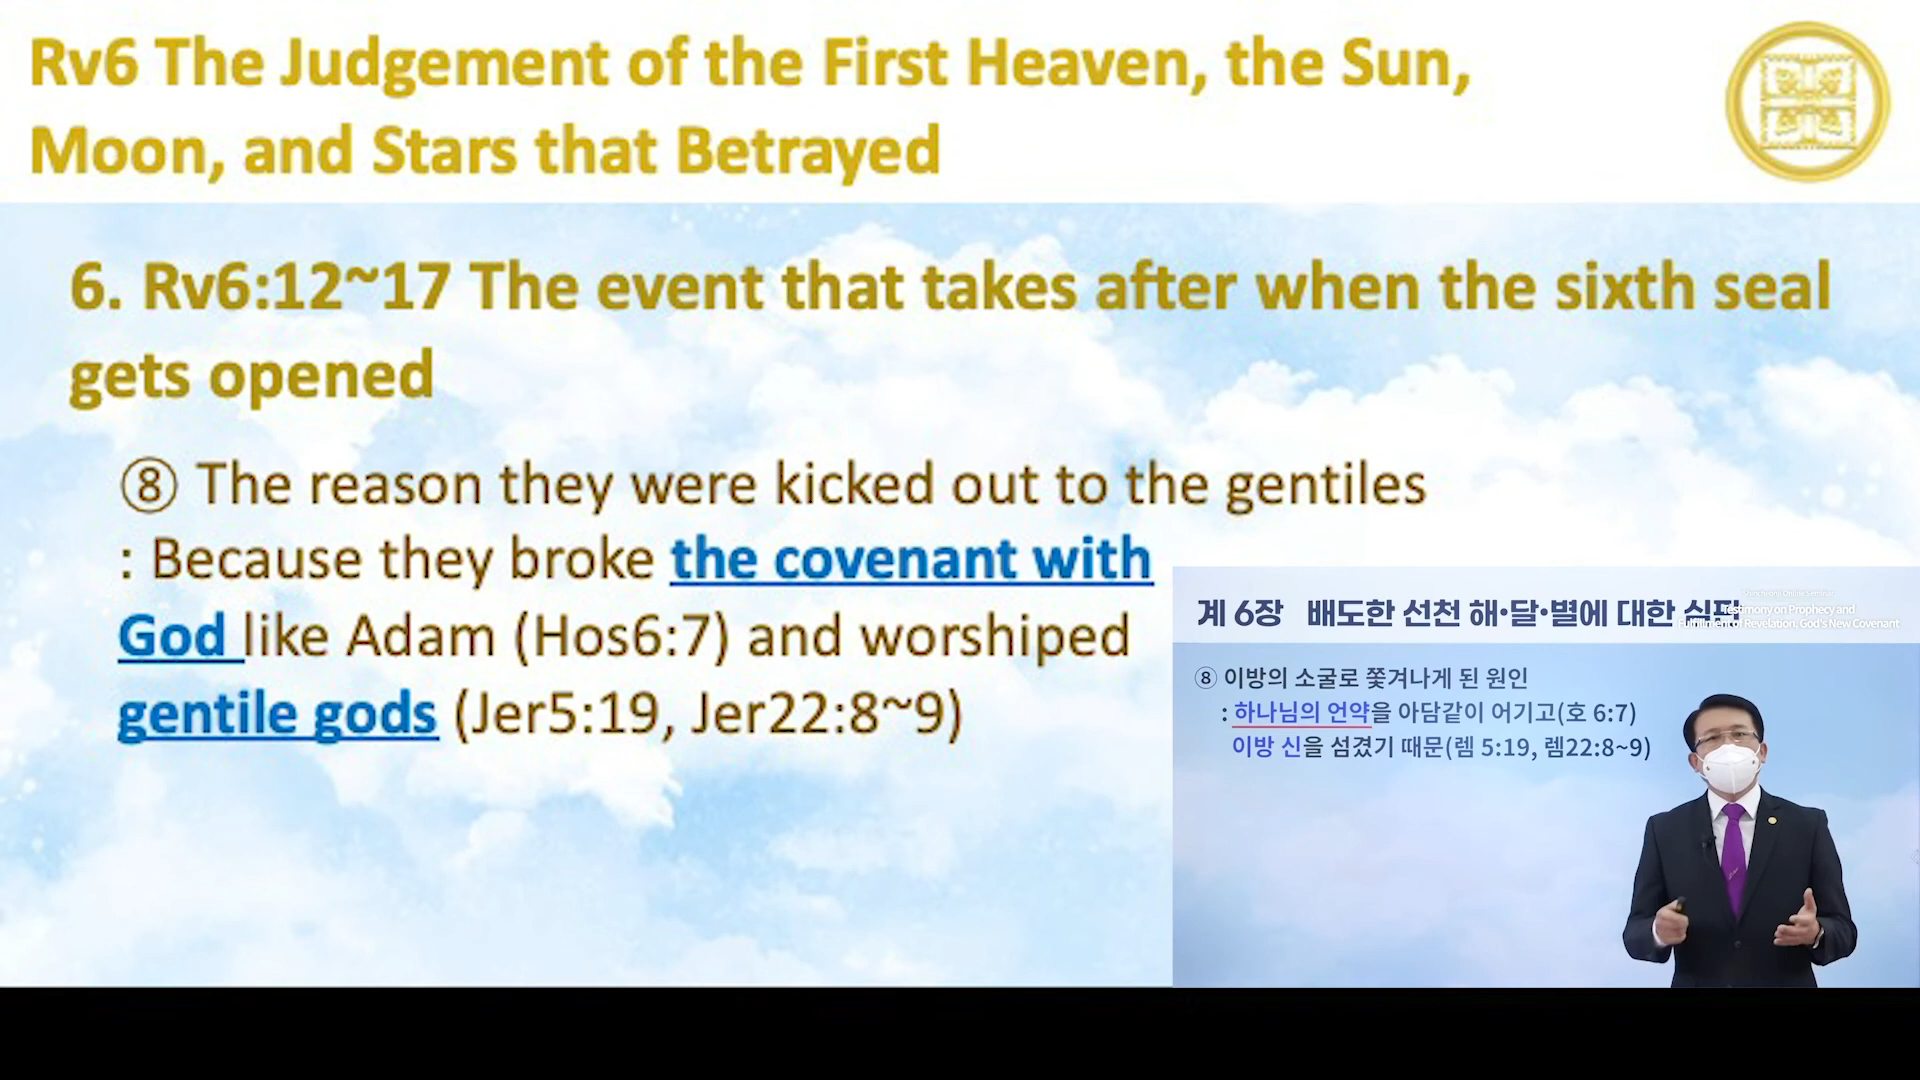 Rv6 The Judgement of the First Heaven, the Sun,
Moon, and Stars that Betrayed
6. Rv6:12~17 The event that takes after when the sixth seal
gets opened
⑧ The reason they were kicked out to the gentiles
: Because they broke the covenant with
God like Adam (Hos6:7) and worshiped
gentile gods (Jer5:19, Jer22:8~9)
계 6장 배도한 선천 해·달·별에 대한 심판
Testimony on Prophecy and
Fulfillment of Revelation, God's New Covenant
⑧ 이방의 소굴로 쫓겨나게 된 원인
: 하나님의 언약을 아담같이 어기고(호 6:7)
이방 신을 섬겼기 때문(렘 5:19, 렘22:8~9)